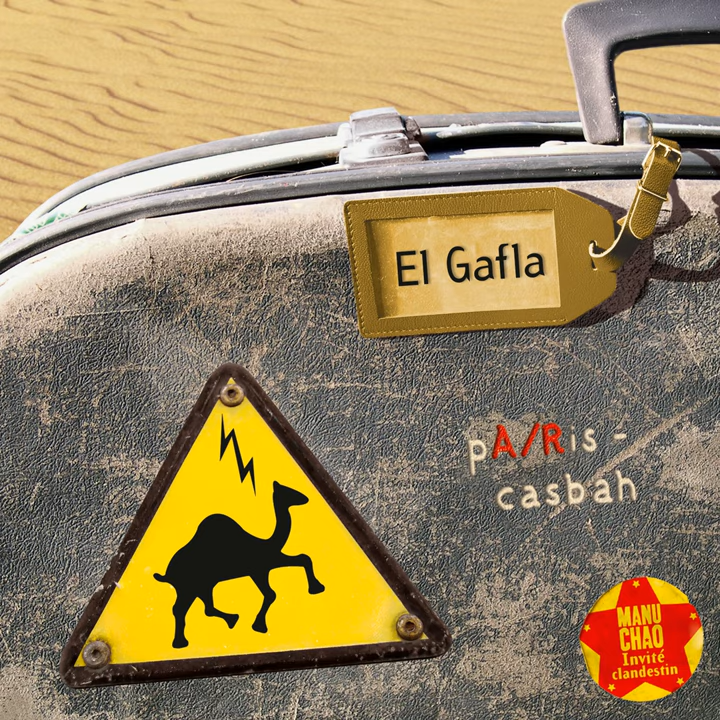 El Gafla
pA/Ris -
casbah
MANU
CHAO
Invité
clandestin